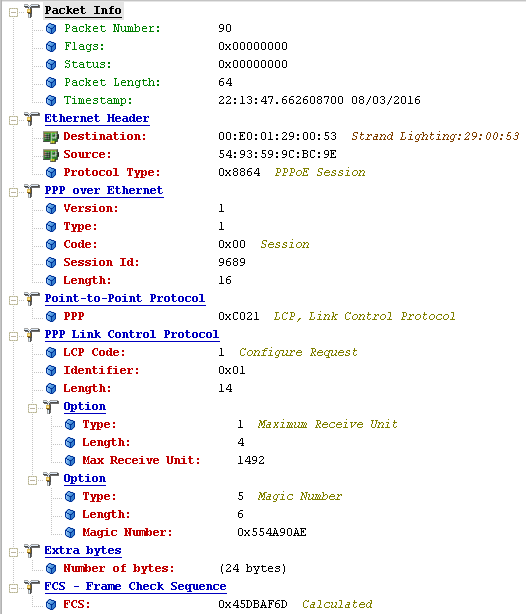 Packet Info
Packet Number: 90
Flags: 0x00000000
Status: 0x00000000
Packet Length: 64
Timestamp: 22:13:47.662608700 08/03/2016
Ethernet Header
Destination: 00:E0:01:29:00:53 Strand Lighting:29:00:53
Source: 54:93:59:9C:BC:9E
Protocol Type: 0x8864 PPPoE Session
PPP over Ethernet
Version: 1
Type: 1
Code: 0x00 Session
Session Id: 9689
Length: 16
Point-to-Point Protocol
PPP 0xC021 LCP, Link Control Protocol
PPP Link Control Protocol
LCP Code: 1 Configure Request
Identifier: 0x01
Length: 14
Option
Type: 1 Maximum Receive Unit
Length: 4
Max Receive Unit: 1492
Option
Type: 5 Magic Number
Length: 6
Magic Number: 0x554A90AE
Extra bytes
Number of bytes: (24 bytes)
FCS - Frame Check Sequence
FCS: 0x45DBAF6D Calculated